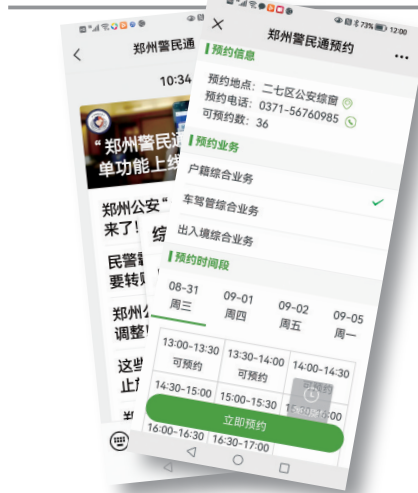 郑州警民通
10:34
“郑州警民通
单功能上线
郑州公安“
来了！
民警
要转
郑州
调整
这些
止
73% 12:00
郑州警民通预约
预约信息
预约地点：二七区公安综窗
预约电话：0371-56760985
可预约数：36
预约业务
户籍综合业务
车驾管综合业务
出入境综合业务
预约时间段
08-31 09-01 09-02 09-05
周三 周四 周五 周一
13:00-13:30 13:30-14:00 14:00-14:30
可预约 可预约 可预约
14:30-15:00 15:00-15:30
立即预约
16:00-16:30 16:30-17:00